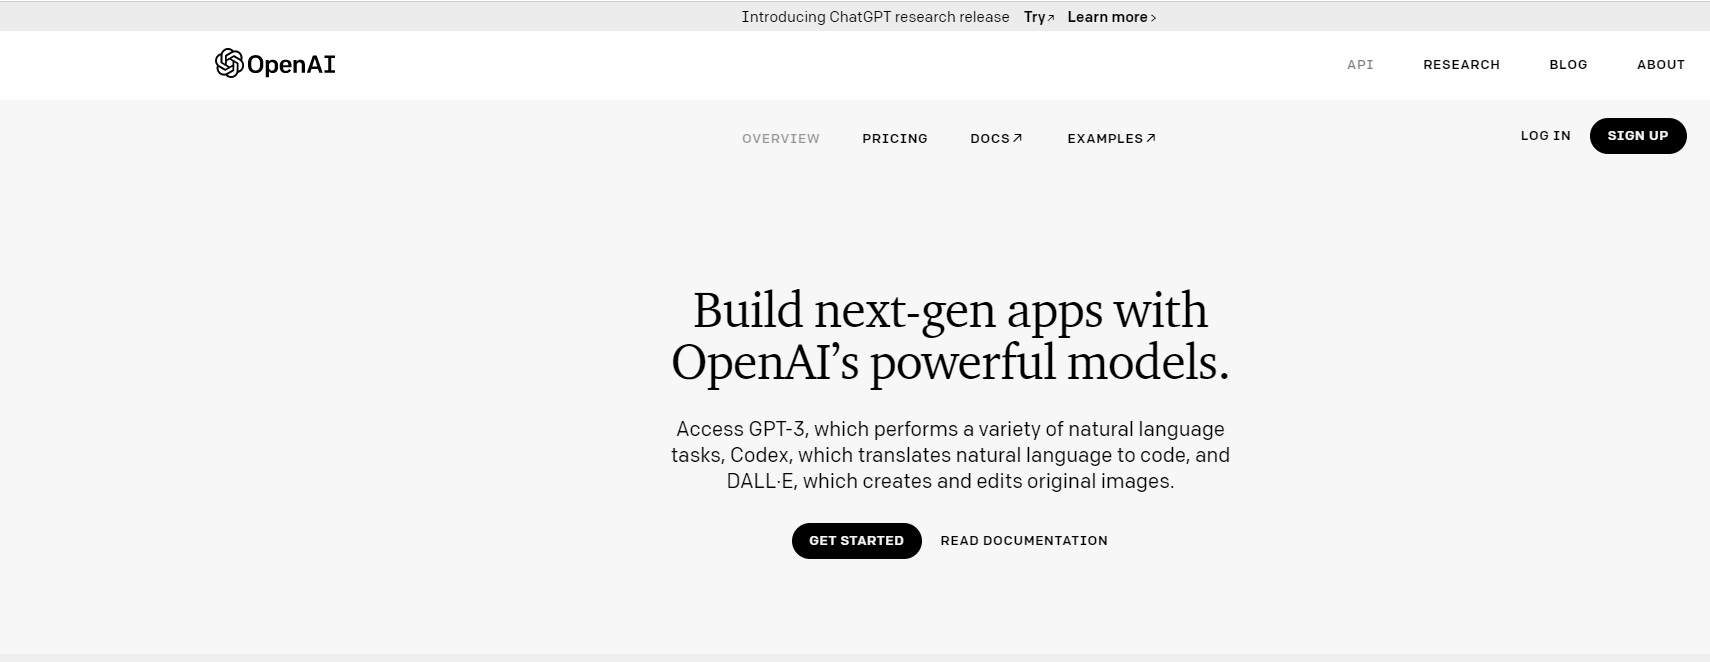 Introducing ChatGPT research release Try↗ Learn more ›
OpenAI
API RESEARCH BLOG ABOUT
OVERVIEW PRICING DOCS↗ EXAMPLES↗
LOG IN SIGN UP
Build next-gen apps with
OpenAI’s powerful models.
Access GPT-3, which performs a variety of natural language
tasks, Codex, which translates natural language to code, and
DALL·E, which creates and edits original images.
GET STARTED READ DOCUMENTATION